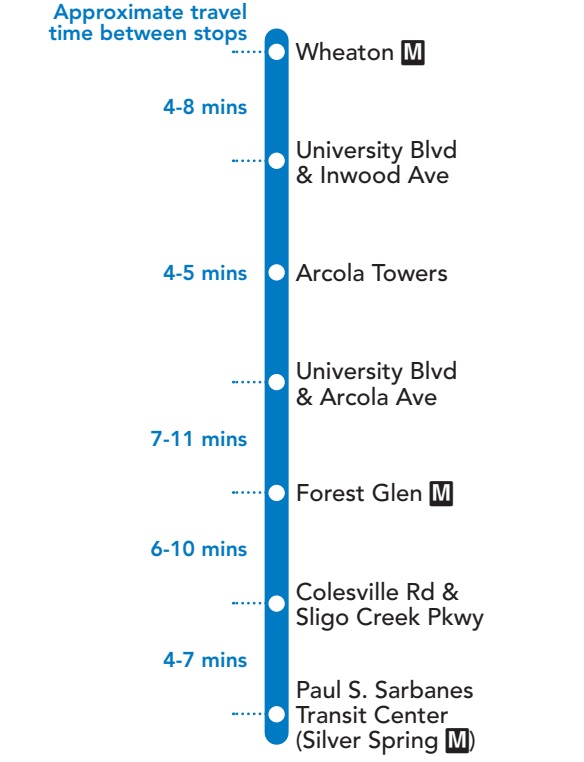 Approximate travel
time between stops
Wheaton M
4-8 mins
University Blvd
& Inwood Ave
4-5 mins
Arcola Towers
University Blvd
& Arcola Ave
7-11 mins
Forest Glen M
6-10 mins
Colesville Rd &
Sligo Creek Pkwy
4-7 mins
Paul S. Sarbanes
Transit Center
(Silver Spring M)